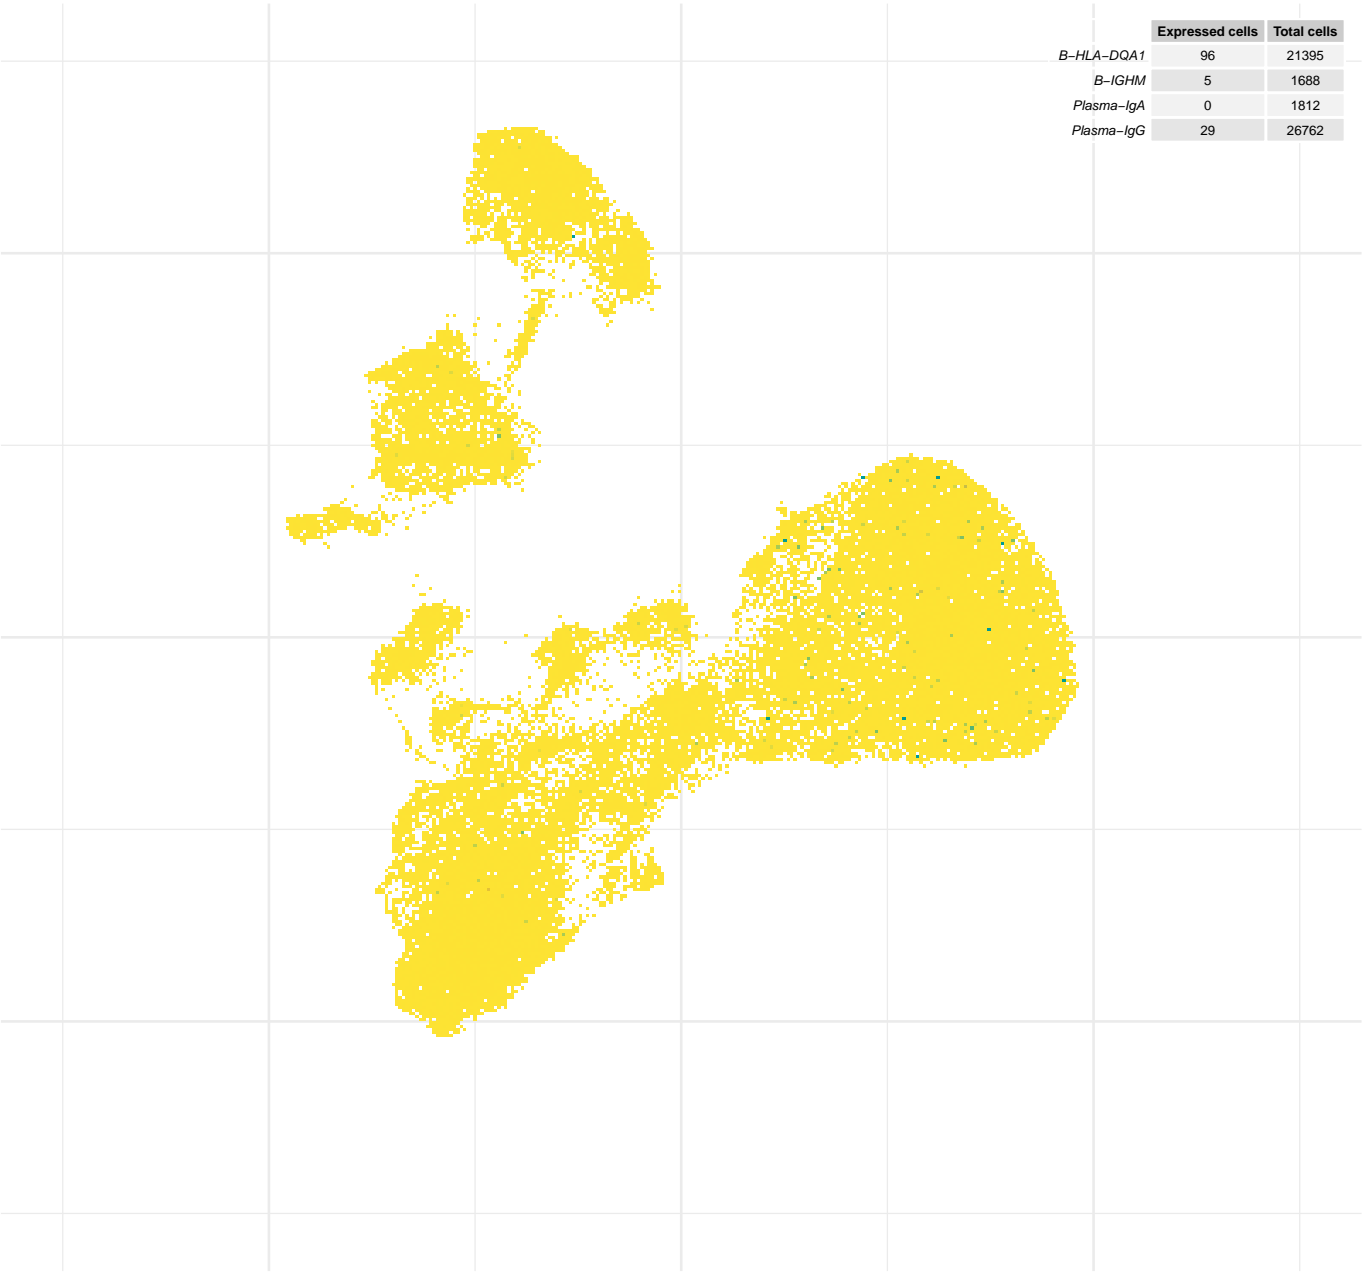 Expressed cells Total cells
B−HLA−DQA1 96 21395
B−IGHM 5 1688
Plasma−IgA 0 1812
Plasma−IgG 29 26762